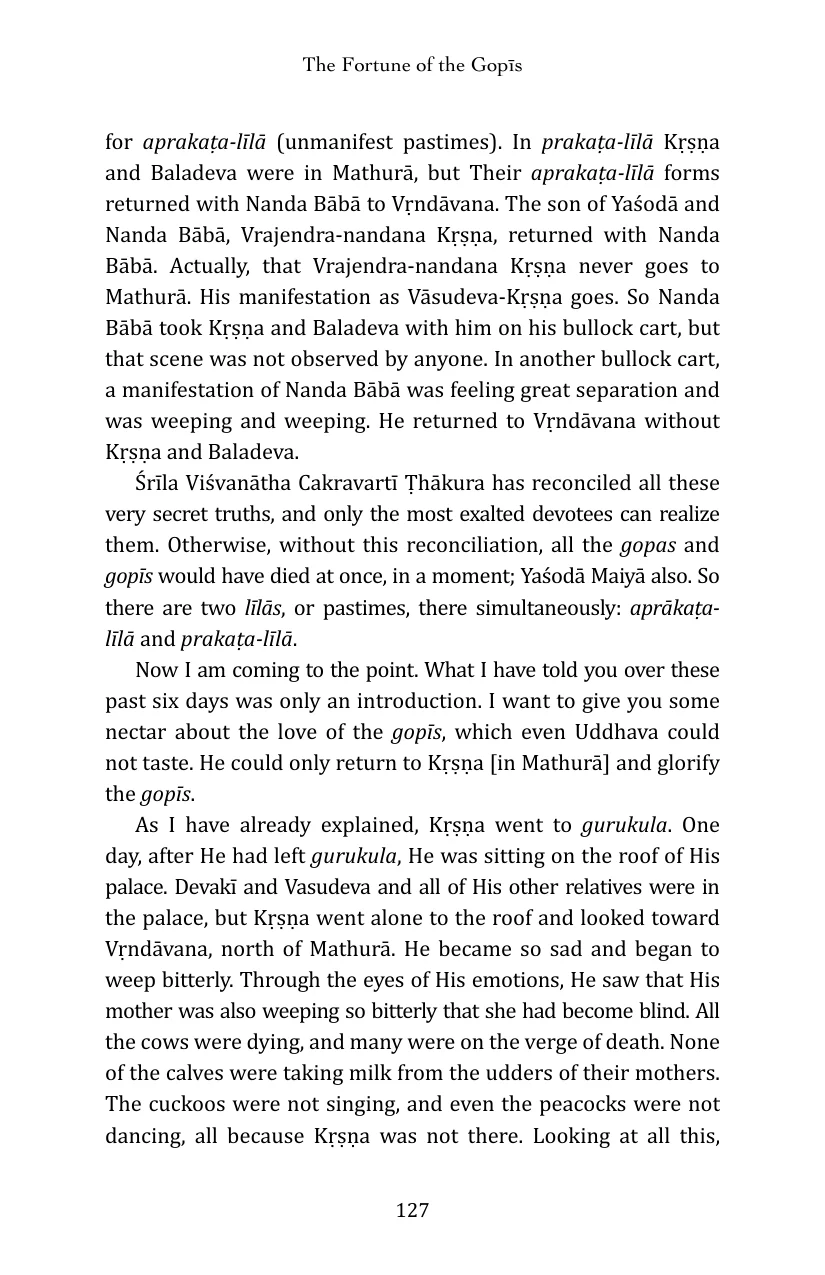 The Fortune of the Gopīs
for aprakaṭa-līlā (unmanifest pastimes). In prakaṭa-līlā Kṛṣṇa
and Baladeva were in Mathurā, but Their aprakaṭa-līlā forms
returned with Nanda Bābā to Vṛndāvana. The son of Yaśodā and
Nanda Bābā, Vrajendra-nandana Kṛṣṇa, returned with Nanda
Bābā. Actually, that Vrajendra-nandana Kṛṣṇa never goes to
Mathurā. His manifestation as Vāsudeva-Kṛṣṇa goes. So Nanda
Bābā took Kṛṣṇa and Baladeva with him on his bullock cart, but
that scene was not observed by anyone. In another bullock cart,
a manifestation of Nanda Bābā was feeling great separation and
was weeping and weeping. He returned to Vṛndāvana without
Kṛṣṇa and Baladeva.
Śrīla Viśvanātha Cakravartī Ṭhākura has reconciled all these
very secret truths, and only the most exalted devotees can realize
them. Otherwise, without this reconciliation, all the gopas and
gopīs would have died at once, in a moment; Yaśodā Maiyā also. So
there are two līlās, or pastimes, there simultaneously: aprākaṭa-
līlā and prakaṭa-līlā.
Now I am coming to the point. What I have told you over these
past six days was only an introduction. I want to give you some
nectar about the love of the gopīs, which even Uddhava could
not taste. He could only return to Kṛṣṇa [in Mathurā] and glorify
the gopīs.
As I have already explained, Kṛṣṇa went to gurukula. One
day, after He had left gurukula, He was sitting on the roof of His
palace. Devakī and Vasudeva and all of His other relatives were in
the palace, but Kṛṣṇa went alone to the roof and looked toward
Vṛndāvana, north of Mathurā. He became so sad and began to
weep bitterly. Through the eyes of His emotions, He saw that His
mother was also weeping so bitterly that she had become blind. All
the cows were dying, and many were on the verge of death. None
of the calves were taking milk from the udders of their mothers.
The cuckoos were not singing, and even the peacocks were not
dancing, all because Kṛṣṇa was not there. Looking at all this,
127